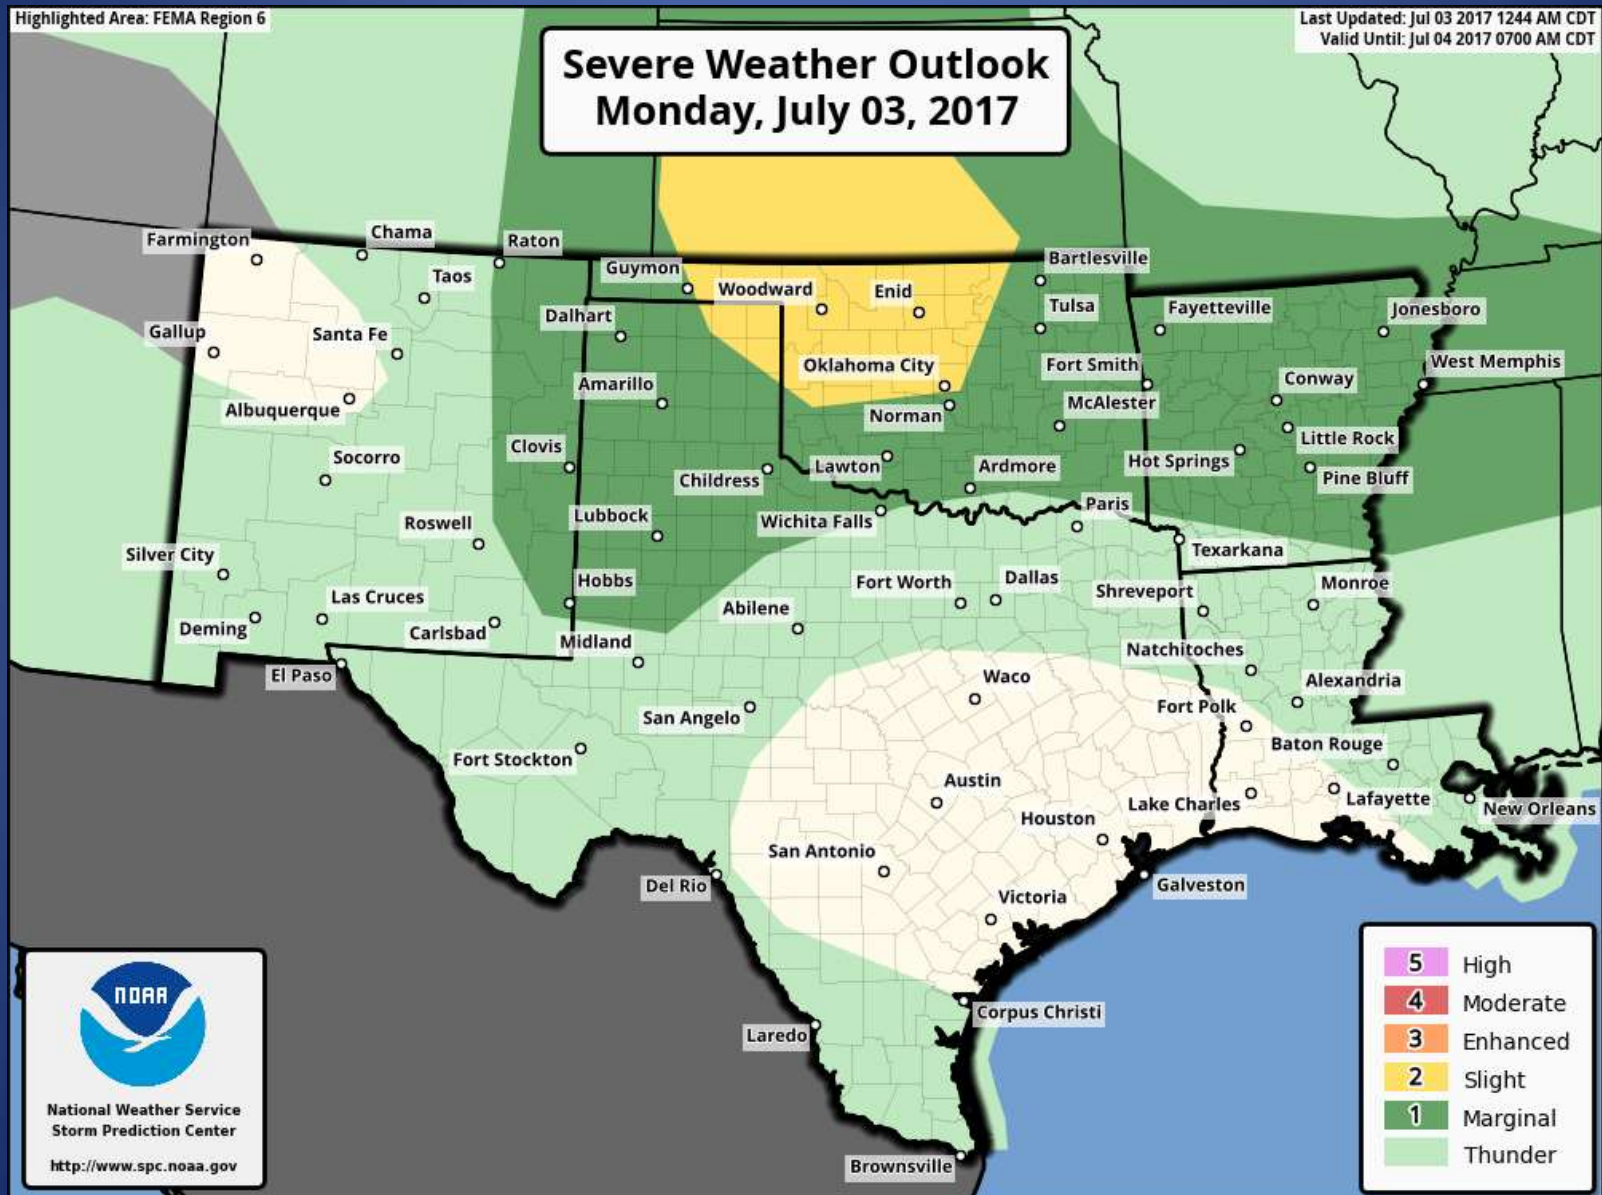 Highlighted Area: FEMA Region 6
Last Updated: Jul 03 2017 1244 AM CDT
Valid Until: Jul 04 2017 0700 AM CDT
Severe Weather Outlook
Monday, July 03, 2017
Farmington
Chama
Raton
Taos
Guymon
Woodward
Enid
Bartlesville
Tulsa
Fayetteville
Jonesboro
Gallup
Santa Fe
Dalhart
Oklahoma City
Fort Smith
West Memphis
Albuquerque
Amarillo
Norman
McAlester
Conway
Little Rock
Socorro
Clovis
Childress
Lawton
Ardmore
Hot Springs
Pine Bluff
Roswell
Lubbock
Wichita Falls
Paris
Texarkana
Silver City
Las Cruces
Hobbs
Fort Worth
Dallas
Shreveport
Monroe
Deming
Carlsbad
Abilene
Midland
Natchitoches
El Paso
Waco
Alexandria
San Angelo
Fort Polk
Fort Stockton
Baton Rouge
Austin
Lake Charles
Lafayette
New Orleans
Houston
San Antonio
Del Rio
Galveston
Victoria
Corpus Christi
Laredo
Brownsville
NOAA
National Weather Service
Storm Prediction Center
http://www.spc.noaa.gov
5 High
4 Moderate
3 Enhanced
2 Slight
1 Marginal
Thunder